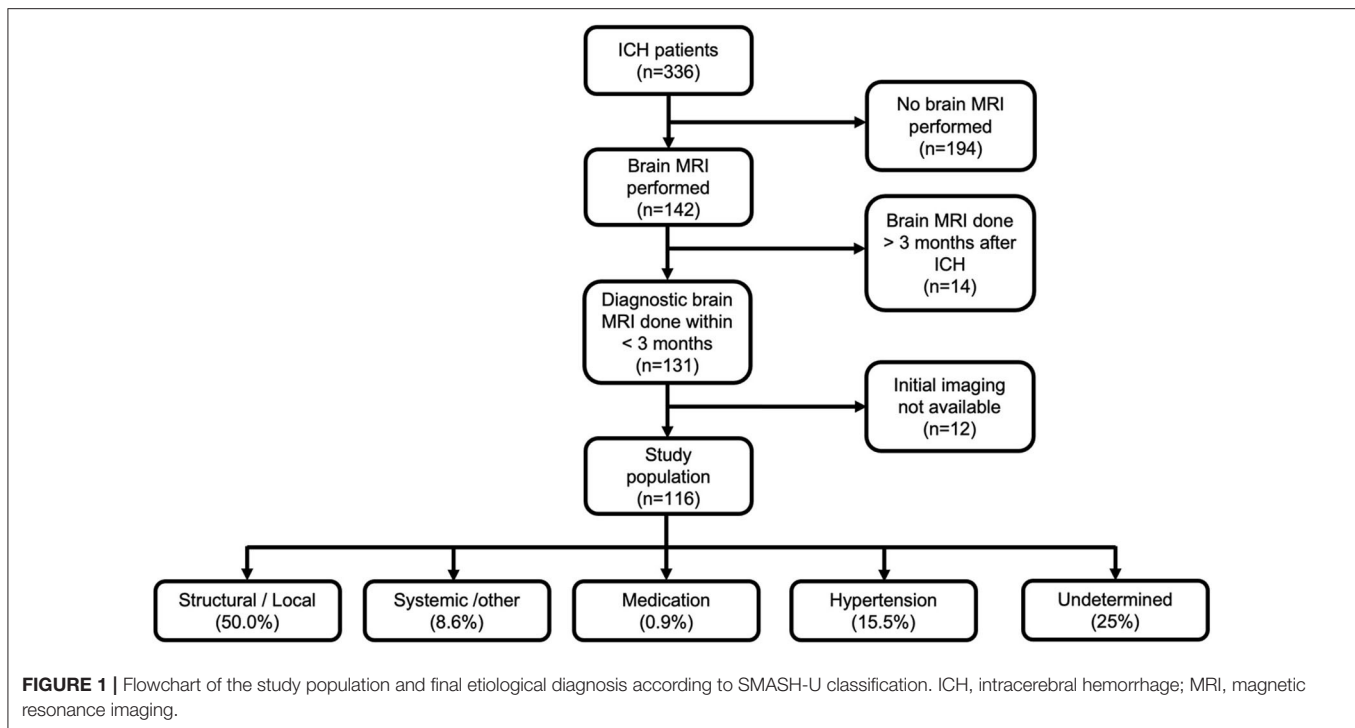 ICH patients
(n=336)
No brain MRI
performed
(n=194)
Brain MRI
performed
(n=142)
Brain MRI done
> 3 months after
ICH
(n=14)
Diagnostic brain
MRI done within
< 3 months
(n=131)
Initial imaging
not available
(n=12)
Study
population
(n=116)
Structural / Local
(50.0%)
Systemic /other
(8.6%)
Medication
(0.9%)
Hypertension
(15.5%)
Undetermined
(25%)
FIGURE 1 | Flowchart of the study population and final etiological diagnosis according to SMASH-U classification. ICH, intracerebral hemorrhage; MRI, magnetic
resonance imaging.